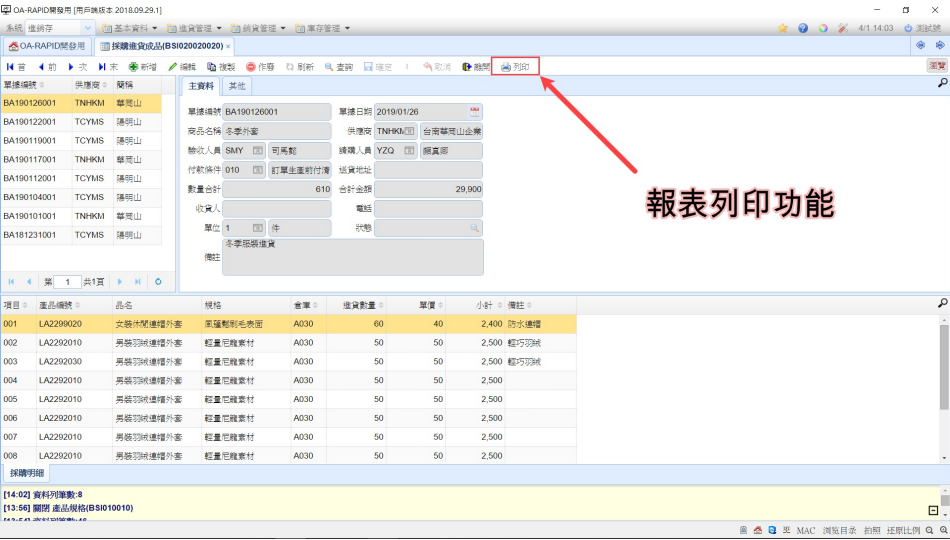 OA-RAPID開發用 [用戶端版本 2018.09.29.1]
系統 進銷存 基本資料 進貨管理 銷貨管理 庫存管理 4/1 14:03 測試號
OA-RAPID開發用 採購進貨成品(BSI020020020) ×
首 前 次 末 新增 編輯 複製 作廢 刷新 查詢 確定 取消 離開 列印 瀏覽
單據編號 供應商 簡稱
BA190126001 TNHKM 華岡山
BA190122001 TCYMS 陽明山
BA190119001 TCYMS 陽明山
BA190117001 TNHKM 華岡山
BA190112001 TCYMS 陽明山
BA190104001 TCYMS 陽明山
BA190101001 TNHKM 華岡山
BA181231001 TCYMS 陽明山
第 1 共1頁
主資料 其他
單據編號 BA190126001 單據日期 2019/01/26
商品名稱 冬季外套 供應商 TNHKM 台南華岡山企業
驗收人員 SMY 司馬懿 請購人員 YZQ 顏真卿
付款條件 010 訂單生產前付清 送貨地址
數量合計 610 合計金額 29,900
收貨人 電話
單位 1 件 狀態
備註 冬季服裝進貨
報表列印功能
項目 產品編號 品名 規格 倉庫 進貨數量 單價 小計 備註
001 LA2299020 女裝休閒連帽外套 風蓬鬆刷毛表面 A030 60 40 2,400 防水連帽
002 LA2292010 男裝羽絨連帽外套 輕量尼龍素材 A030 50 50 2,500 輕巧羽絨
003 LA2292030 男裝羽絨連帽外套 輕量尼龍素材 A030 50 50 2,500 輕巧羽絨
004 LA2292010 男裝羽絨連帽外套 輕量尼龍素材 A030 50 50 2,500
005 LA2292010 男裝羽絨連帽外套 輕量尼龍素材 A030 50 50 2,500
006 LA2292010 男裝羽絨連帽外套 輕量尼龍素材 A030 50 50 2,500
007 LA2292010 男裝羽絨連帽外套 輕量尼龍素材 A030 50 50 2,500
008 LA2292010 男裝羽絨連帽外套 輕量尼龍素材 A030 50 50 2,500
採購明細
[14:02] 資料列筆數:8
[13:56] 關閉 產品規格(BSI010010)
MAC 浏览目录 拍照 还原比例